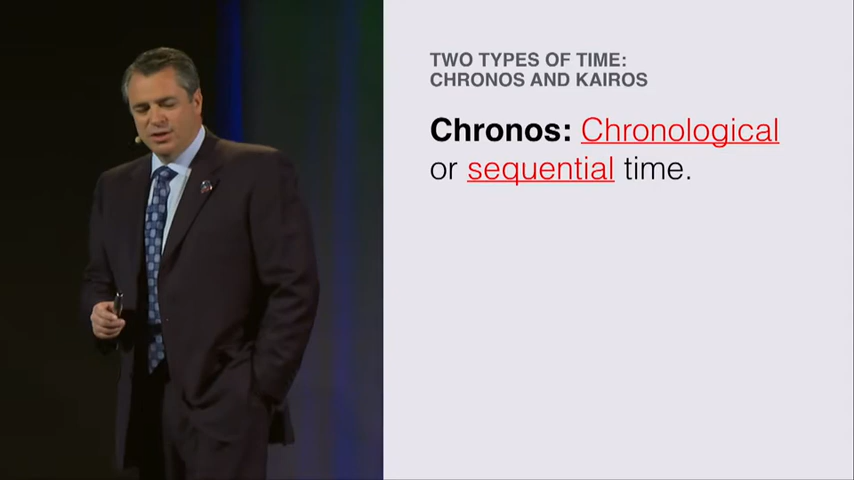 TWO TYPES OF TIME:
CHRONOS AND KAIROS
Chronos: Chronological
or sequential time.